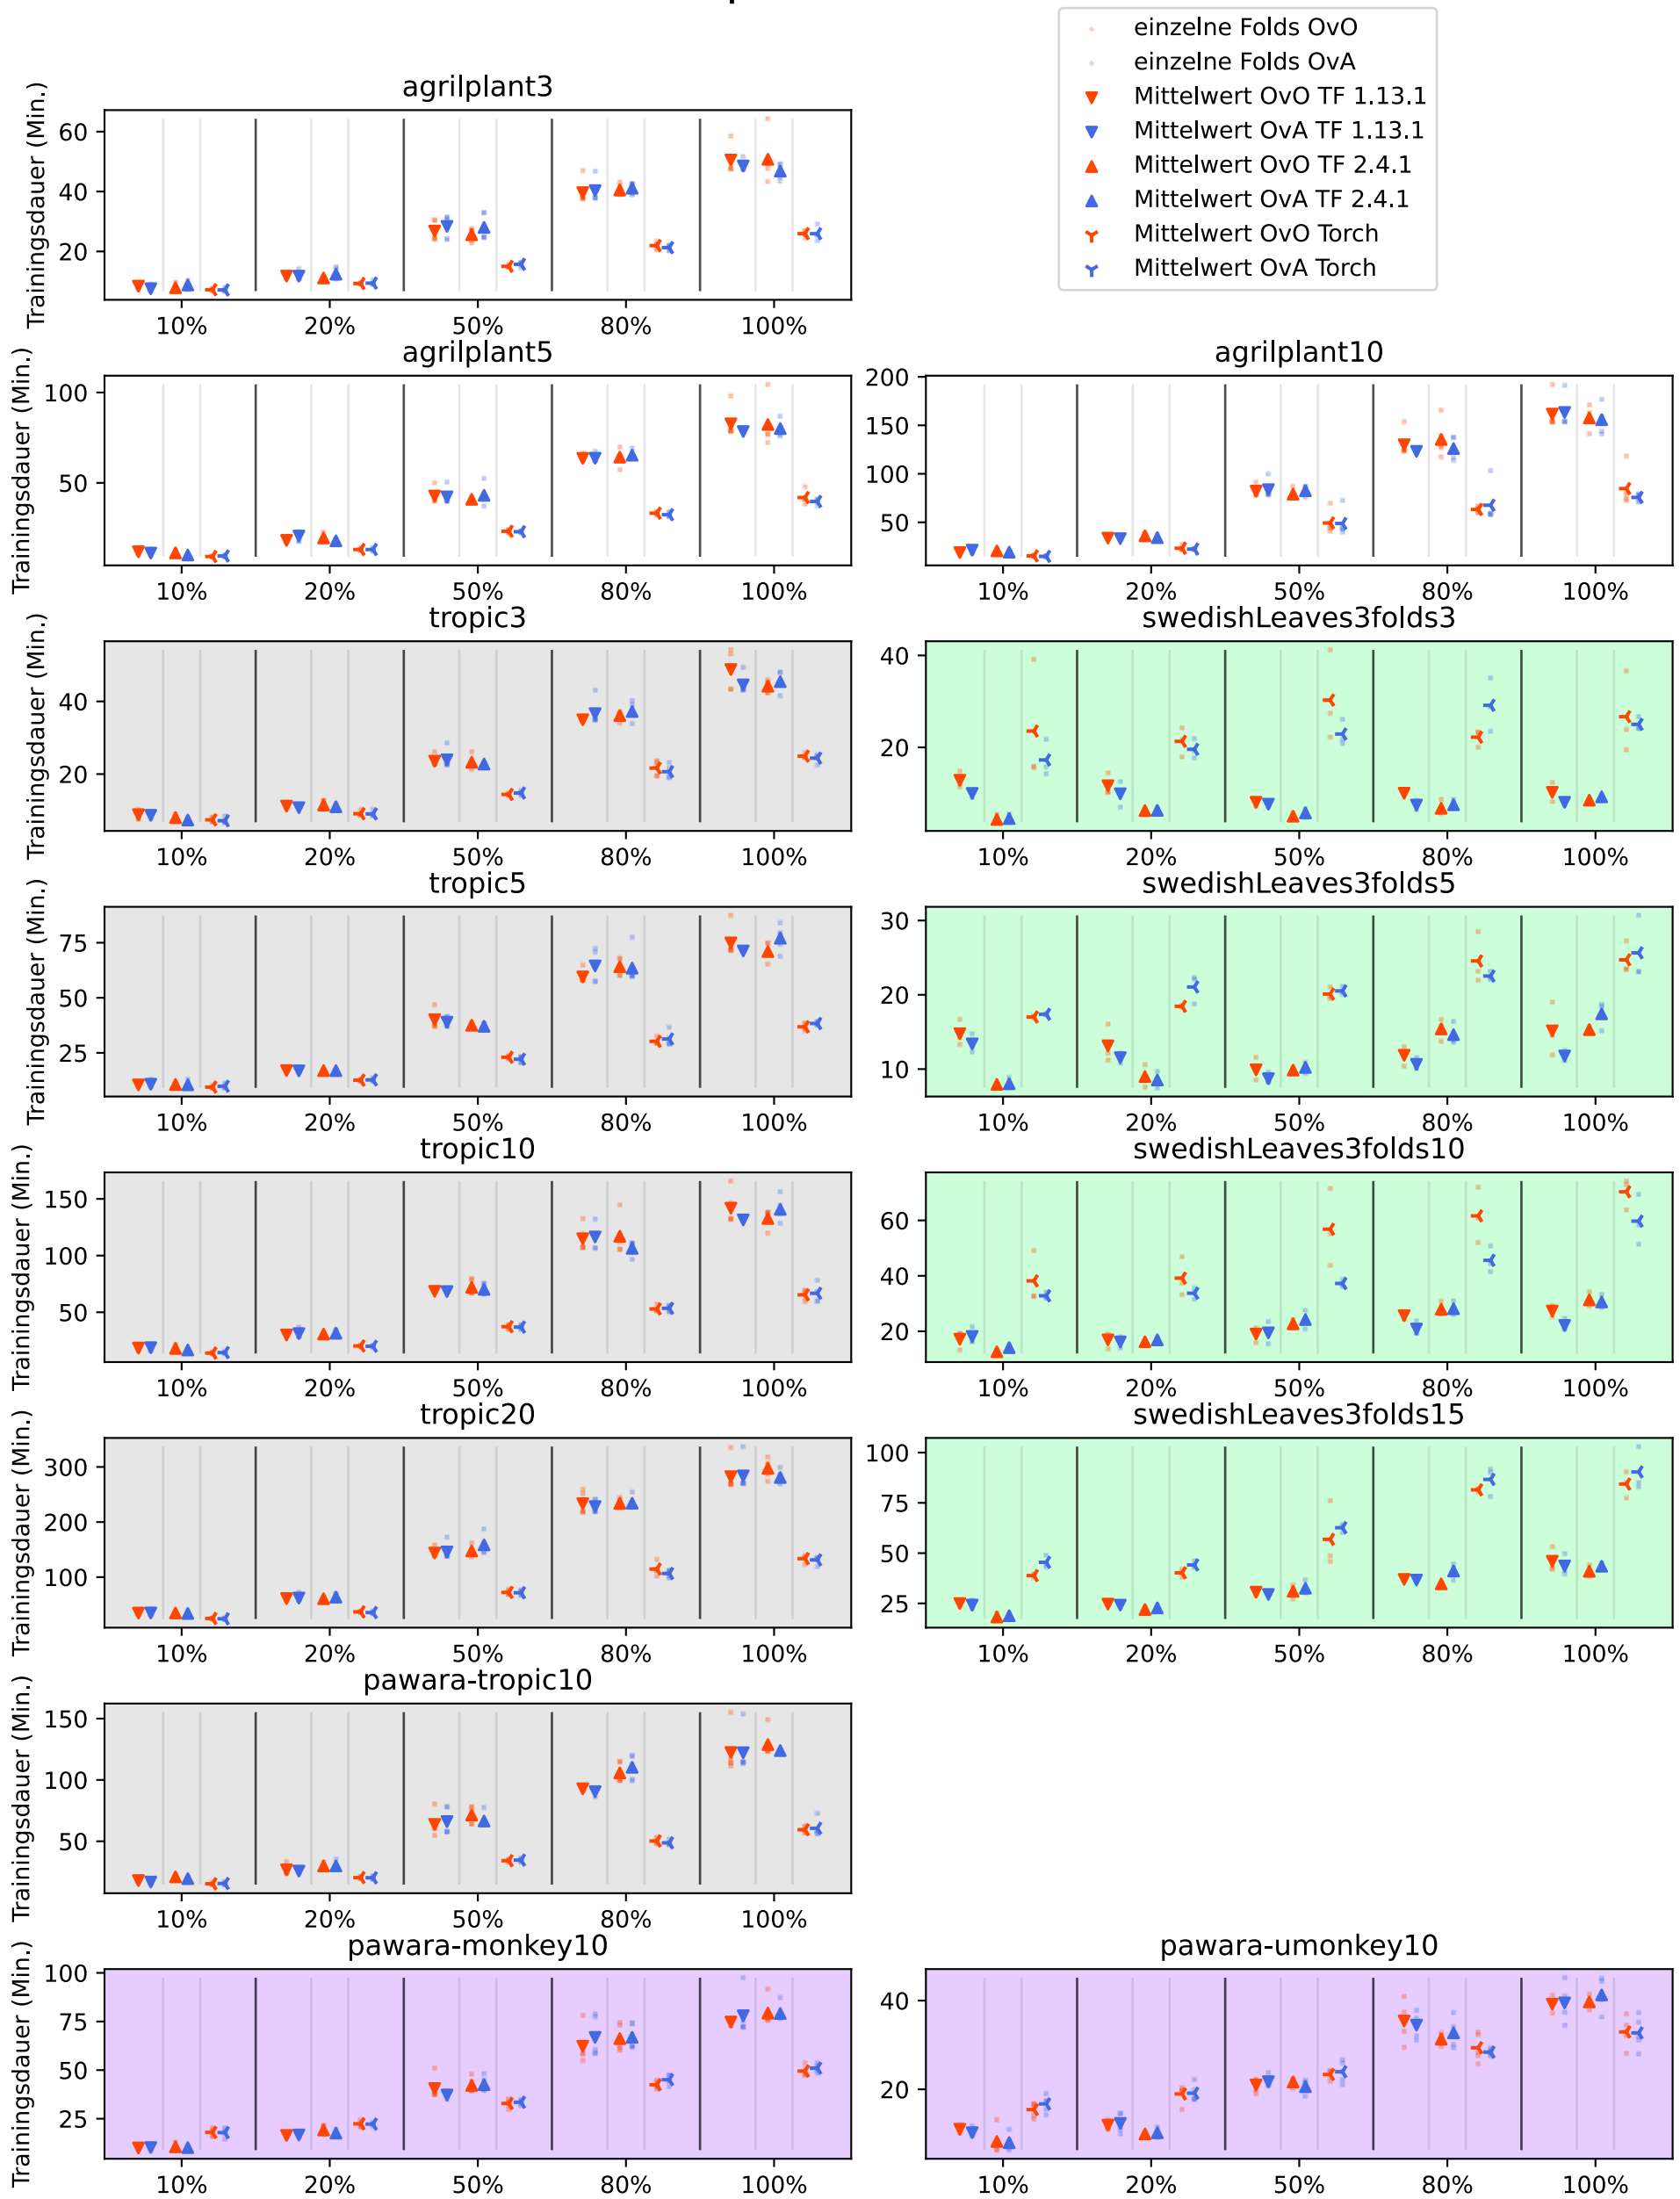 einzelne Folds OvO
einzelne Folds OvA
Mittelwert OvO TF 1.13.1
Mittelwert OvA TF 1.13.1
Mittelwert OvO TF 2.4.1
Mittelwert OvA TF 2.4.1
Mittelwert OvO Torch
Mittelwert OvA Torch
agrilplant3
Trainingsdauer (Min.)
60
40
20
10% 20% 50% 80% 100%
agrilplant5
Trainingsdauer (Min.)
100
50
10% 20% 50% 80% 100%
agrilplant10
200
150
100
50
10% 20% 50% 80% 100%
tropic3
Trainingsdauer (Min.)
40
20
10% 20% 50% 80% 100%
swedishLeaves3folds3
40
20
10% 20% 50% 80% 100%
tropic5
Trainingsdauer (Min.)
75
50
25
10% 20% 50% 80% 100%
swedishLeaves3folds5
30
20
10
10% 20% 50% 80% 100%
tropic10
Trainingsdauer (Min.)
150
100
50
10% 20% 50% 80% 100%
swedishLeaves3folds10
60
40
20
10% 20% 50% 80% 100%
tropic20
Trainingsdauer (Min.)
300
200
100
10% 20% 50% 80% 100%
swedishLeaves3folds15
100
75
50
25
10% 20% 50% 80% 100%
pawara-tropic10
Trainingsdauer (Min.)
150
100
50
10% 20% 50% 80% 100%
pawara-monkey10
Trainingsdauer (Min.)
100
75
50
25
10% 20% 50% 80% 100%
pawara-umonkey10
40
20
10% 20% 50% 80% 100%